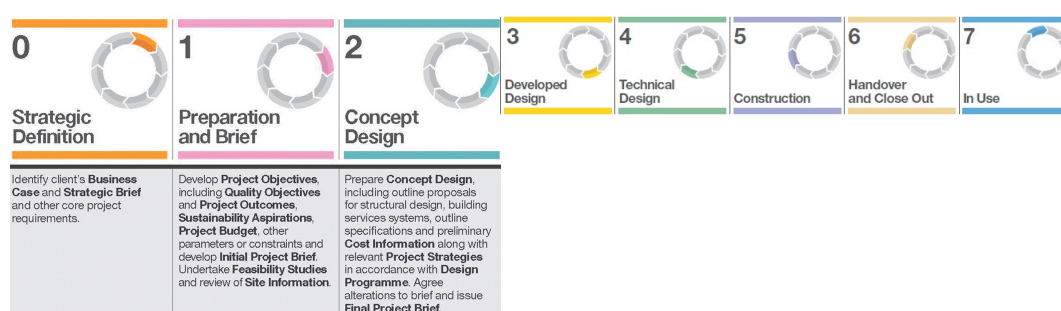 0
Strategic
Definition
Identify client's Business
Case and Strategic Brief
and other core project
requirements.
1
Preparation
and Brief
Develop Project Objectives,
including Quality Objectives
and Project Outcomes,
Sustainability Aspirations,
Project Budget, other
parameters or constraints and
develop Initial Project Brief.
Undertake Feasibility Studies
and review of Site Information.
2
Concept
Design
Prepare Concept Design,
including outline proposals
for structural design, building
services systems, outline
specifications and preliminary
Cost Information along with
relevant Project Strategies
in accordance with Design
Programme. Agree
alterations to brief and issue
Final Project Brief.
3
Developed
Design
4
Technical
Design
5
Construction
6
Handover
and Close Out
7
In Use